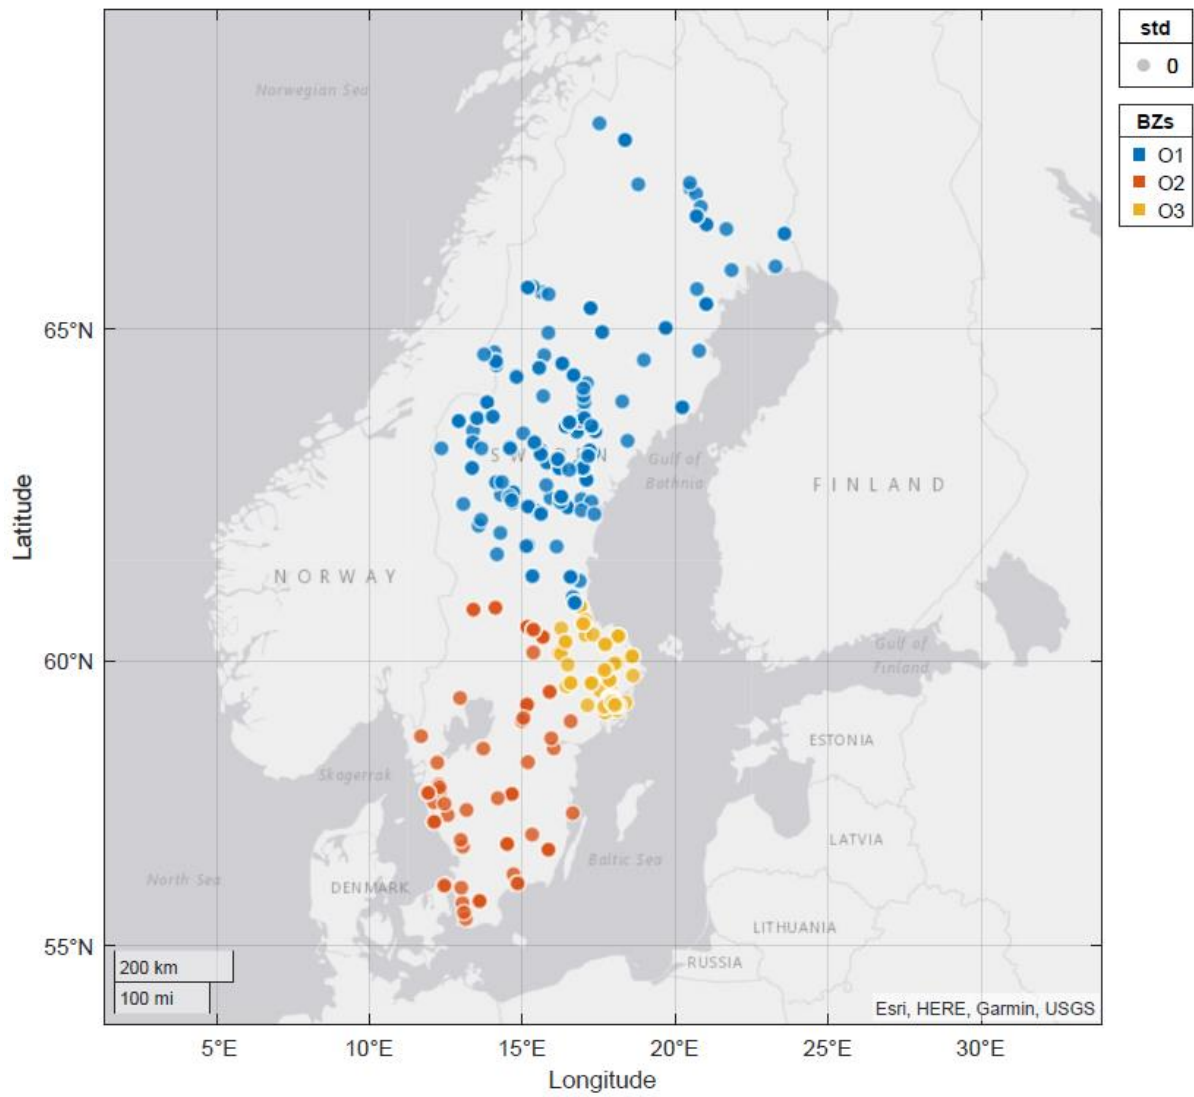 std
0
BZs
O1
O2
O3
Norwegian Sea
65°N
SWEDEN
Gulf of
Bothnia
FINLAND
Latitude
NORWAY
60°N
Gulf of
Finland
ESTONIA
Skagerrak
LATVIA
Baltic Sea
North Sea
DENMARK
LITHUANIA
55°N
RUSSIA
200 km
100 mi
Esri, HERE, Garmin, USGS
5°E 10°E 15°E 20°E 25°E 30°E
Longitude